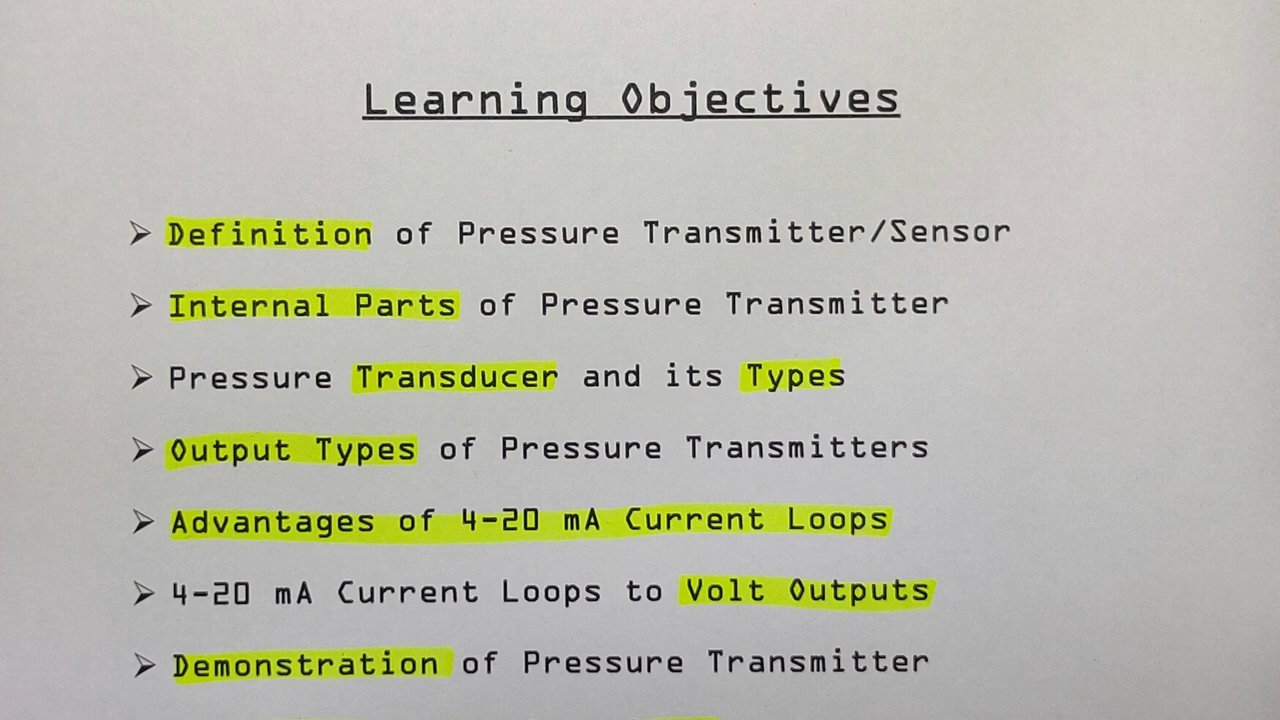 Learning Objectives
➢ Definition of Pressure Transmitter/Sensor
➢ Internal Parts of Pressure Transmitter
➢ Pressure Transducer and its Types
➢ Output Types of Pressure Transmitters
➢ Advantages of 4-20 mA Current Loops
➢ 4-20 mA Current Loops to Volt Outputs
➢ Demonstration of Pressure Transmitter